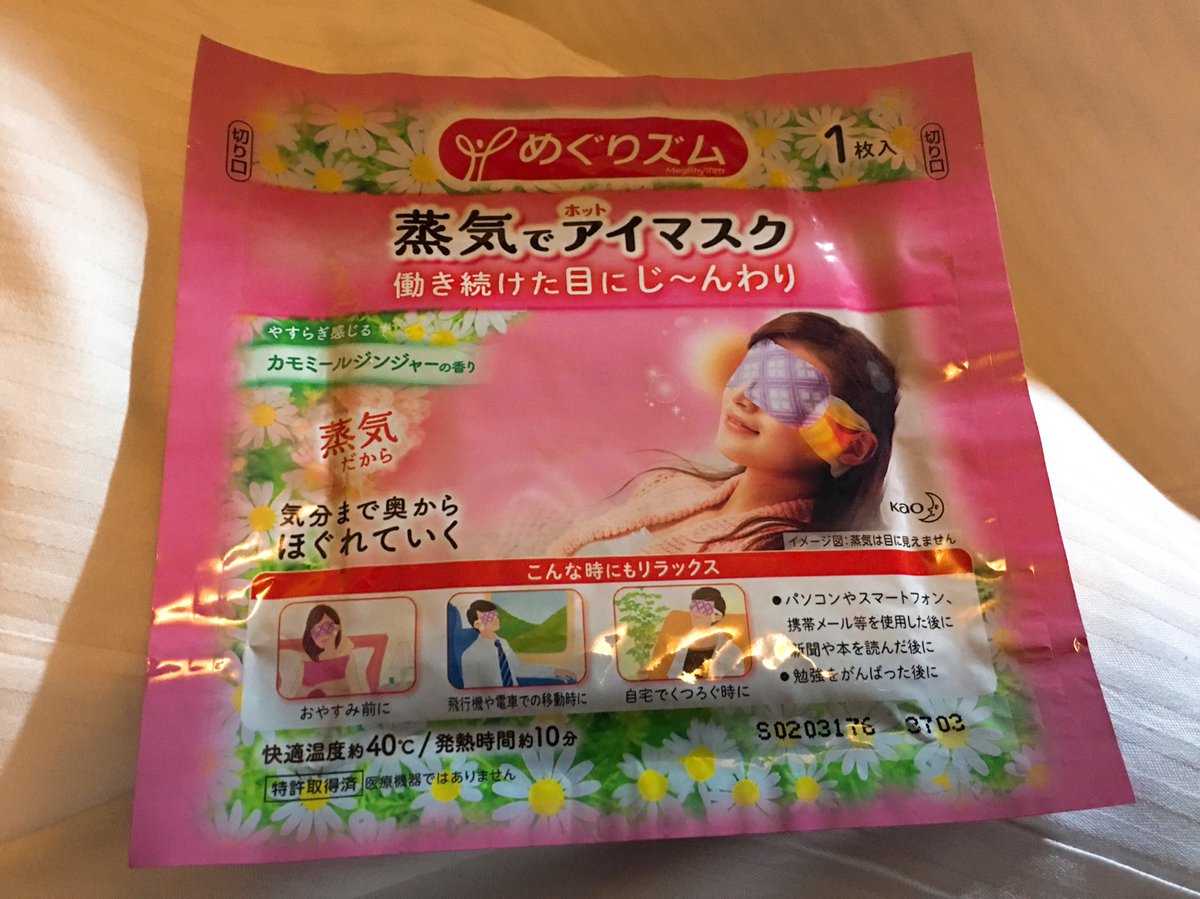 めぐりズム
MegRhythm
1枚入
切り口
切り口
ホット
蒸気でアイマスク
働き続けた目にじ〜んわり
やすらぎ感じる
カモミールジンジャーの香り
蒸気
だから
気分まで奥から
ほぐれていく
Kao
イメージ図:蒸気は目に見えません
こんな時にもリラックス
おやすみ前に
飛行機や電車での移動時に
自宅でくつろぐ時に
●パソコンやスマートフォン、
携帯メール等を使用した後に
新聞や本を読んだ後に
●勉強をがんばった後に
快適温度約40℃/発熱時間約10分
特許取得済 医療機器ではありません
S0203176 3703